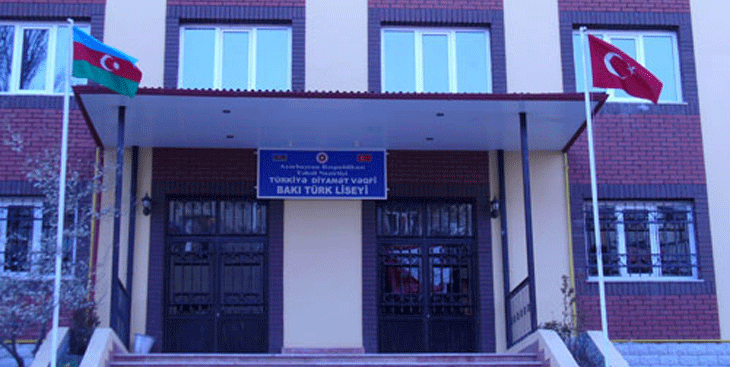 Azərbaycan Respublikası
Təhsil Nazirliyi
TÜRKİYƏ DİYANƏT VƏQFİ
BAKI TÜRK LİSEYİ